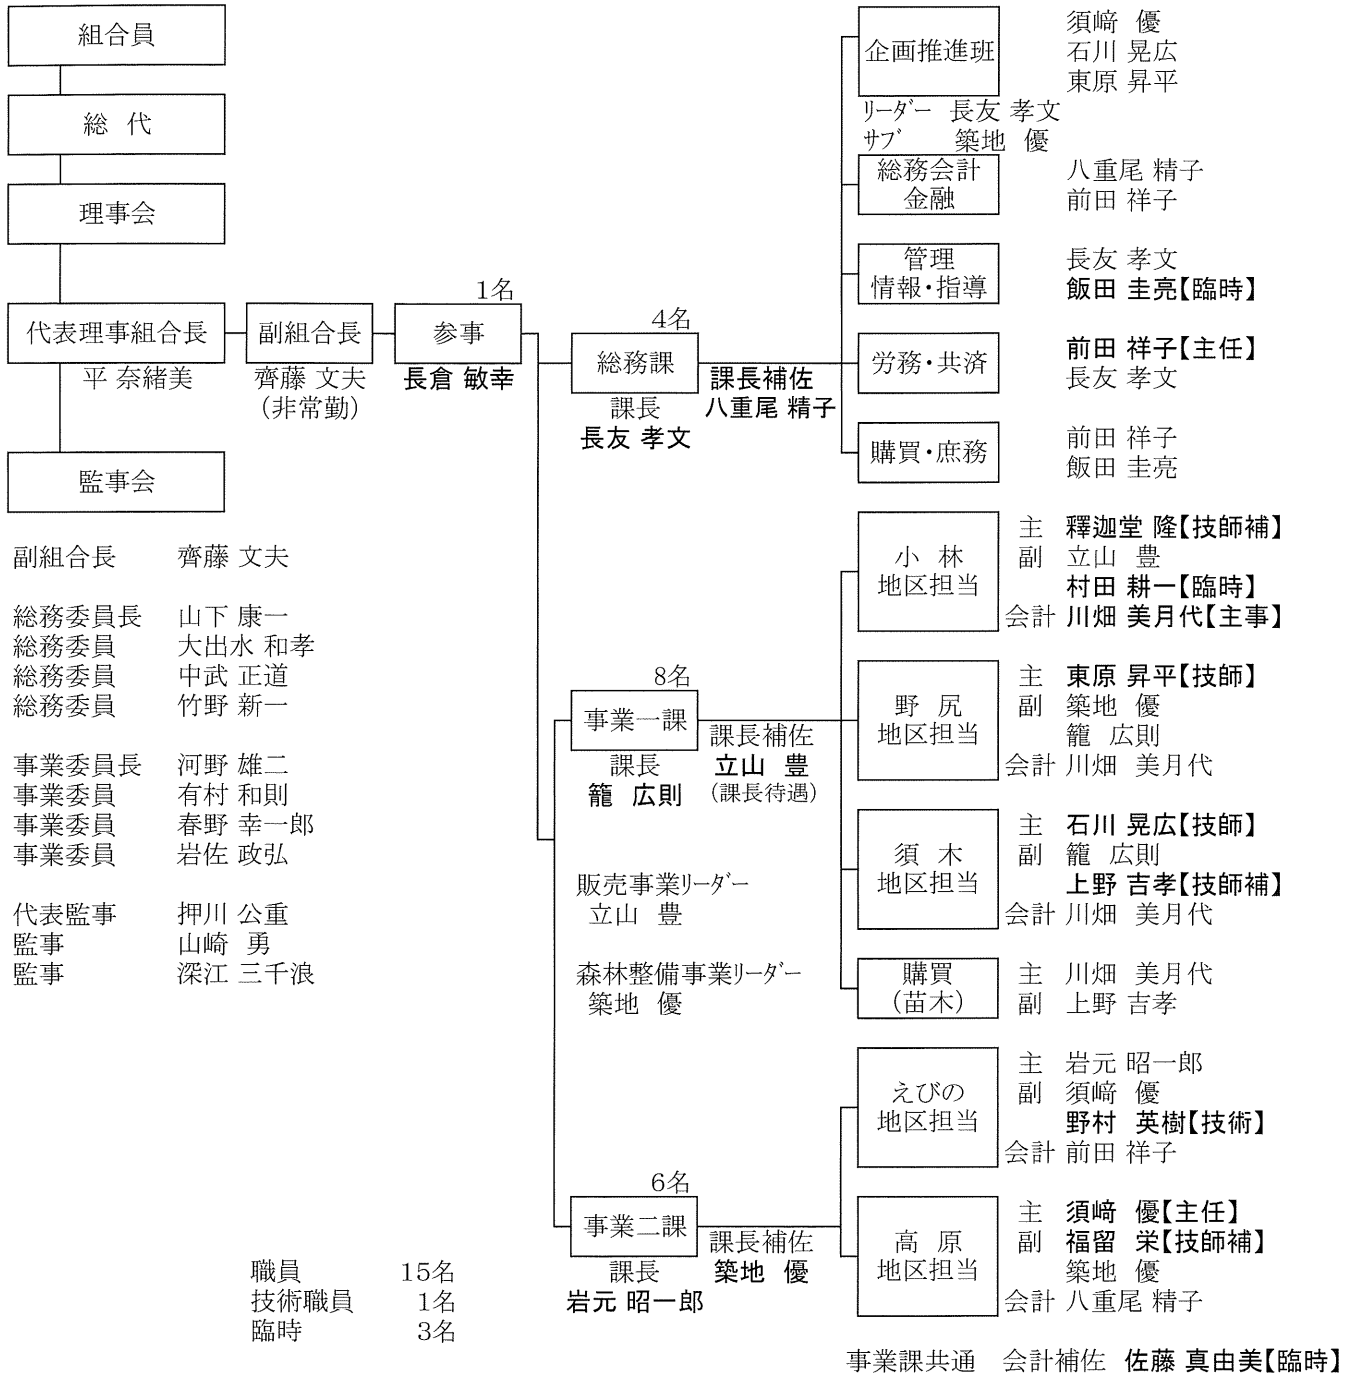 組合員
総 代
理事会
代表理事組合長
平 奈緒美
監事会
副組合長
齊藤 文夫
(非常勤)
1名
参事
長倉 敏幸
副組合長 齊藤 文夫
総務委員長 山下 康一
総務委員 大出水 和孝
総務委員 中武 正道
総務委員 竹野 新一
事業委員長 河野 雄二
事業委員 有村 和則
事業委員 春野 幸一郎
事業委員 岩佐 政弘
代表監事 押川 公重
監事 山崎 勇
監事 深江 三千浪
職員 15名
技術職員 1名
臨時 3名
4名
総務課
課長
長友 孝文
課長補佐
八重尾 精子
企画推進班
須﨑 優
石川 晃広
東原 昇平
ﾘｰﾀﾞｰ 長友 孝文
ｻﾌﾞ 築地 優
総務会計
金融
八重尾 精子
前田 祥子
管理
情報・指導
長友 孝文
飯田 圭亮【臨時】
労務・共済
前田 祥子【主任】
長友 孝文
購買・庶務
前田 祥子
飯田 圭亮
8名
事業一課
課長
籠 広則
課長補佐
立山 豊
(課長待遇)
販売事業ﾘｰﾀﾞｰ
立山 豊
森林整備事業ﾘｰﾀﾞｰ
築地 優
小 林
地区担当
主 釋迦堂 隆【技師補】
副 立山 豊
村田 耕一【臨時】
会計 川畑 美月代【主事】
野 尻
地区担当
主 東原 昇平【技師】
副 築地 優
籠 広則
会計 川畑 美月代
須 木
地区担当
主 石川 晃広【技師】
副 籠 広則
上野 吉孝【技師補】
会計 川畑 美月代
購買
(苗木)
主 川畑 美月代
副 上野 吉孝
6名
事業二課
課長
岩元 昭一郎
課長補佐
築地 優
えびの
地区担当
主 岩元 昭一郎
副 須﨑 優
野村 英樹【技術】
会計 前田 祥子
高 原
地区担当
主 須﨑 優【主任】
副 福留 栄【技師補】
築地 優
会計 八重尾 精子
事業課共通 会計補佐 佐藤 真由美【臨時】